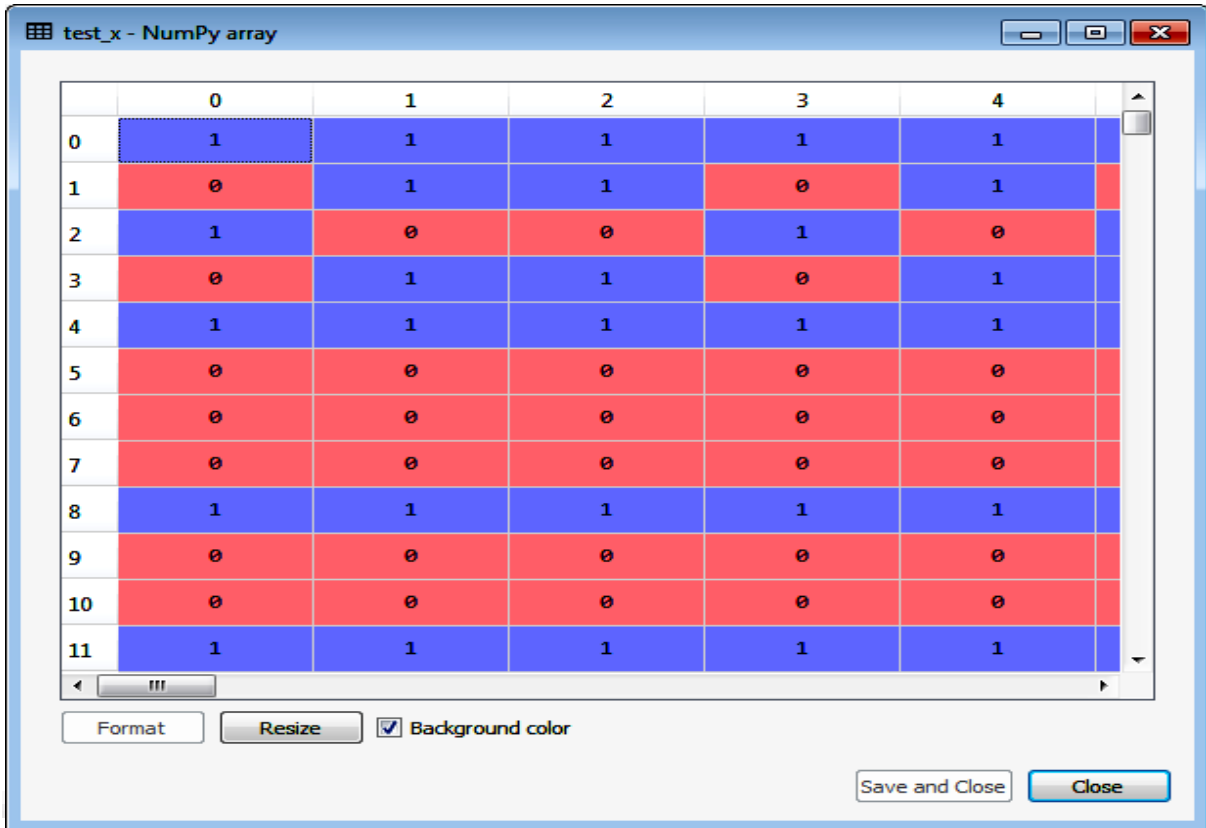 test_x - NumPy array
0 1 2 3 4
0 1 1 1 1 1
1 0 1 1 0 1
2 1 0 0 1 0
3 0 1 1 0 1
4 1 1 1 1 1
5 0 0 0 0 0
6 0 0 0 0 0
7 0 0 0 0 0
8 1 1 1 1 1
9 0 0 0 0 0
10 0 0 0 0 0
11 1 1 1 1 1
Format Resize Background color
Save and Close Close